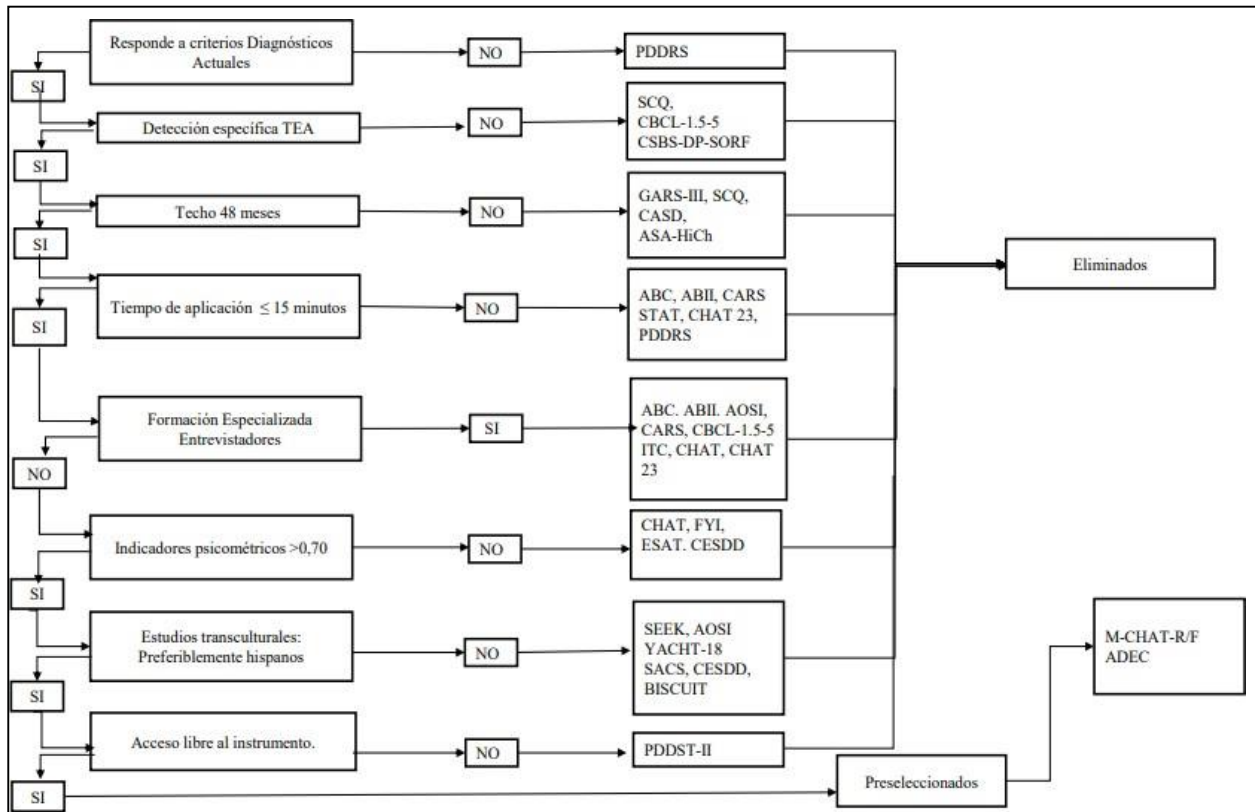 Responde a criterios Diagnósticos
Actuales
NO
PDDRS
SI
Detección específica TEA
NO
SCQ,
CBCL-1.5-5
CSBS-DP-SORF
SI
Techo 48 meses
NO
GARS-III, SCQ,
CASD,
ASA-HiCh
SI
Eliminados
Tiempo de aplicación ≤ 15 minutos
NO
ABC, ABII, CARS
STAT, CHAT 23,
PDDRS
SI
Formación Especializada
Entrevistadores
SI
ABC. ABII. AOSI,
CARS, CBCL-1.5-5
ITC, CHAT, CHAT
23
NO
Indicadores psicométricos >0,70
NO
CHAT, FYI,
ESAT. CESDD
SI
Estudios transculturales:
Preferiblemente hispanos
NO
SEEK, AOSI
YACHT-18
SACS, CESDD,
BISCUIT
M-CHAT-R/F
ADEC
SI
Acceso libre al instrumento.
NO
PDDST-II
Preseleccionados
SI